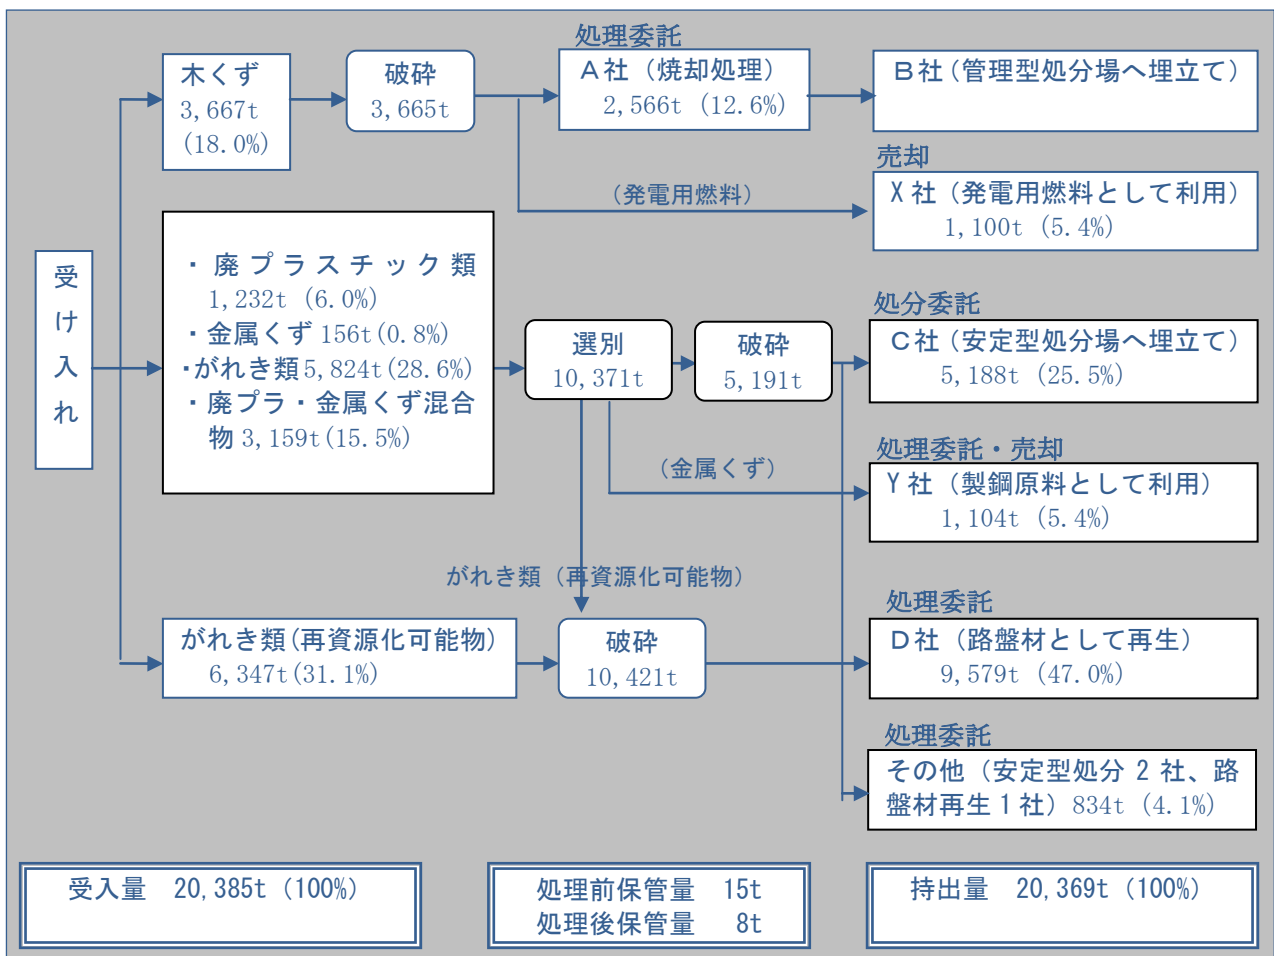 受け入れ
木くず
3,667t
(18.0%)
破砕
3,665t
処理委託
A社（焼却処理）
2,566t (12.6%)
B社(管理型処分場へ埋立て)
売却
X社(発電用燃料として利用)
1,100t (5.4%)
(発電用燃料)
・廃プラスチック類
1,232t (6.0%)
・金属くず 156t(0.8%)
・がれき類5,824t(28.6%)
・廃プラ・金属くず混合
物 3,159t(15.5%)
選別
10,371t
破砕
5,191t
処分委託
C社(安定型処分場へ埋立て)
5,188t (25.5%)
処理委託・売却
Y社（製鋼原料として利用）
1,104t (5.4%)
(金属くず)
がれき類（再資源化可能物）
がれき類(再資源化可能物)
6,347t(31.1%)
破砕
10,421t
処理委託
D社（路盤材として再生）
9,579t (47.0%)
処理委託
その他（安定型処分 2 社、路
盤材再生１社）834t (4.1%)
受入量 20,385t (100%)
処理前保管量 15t
処理後保管量 8t
持出量 20,369t (100%)